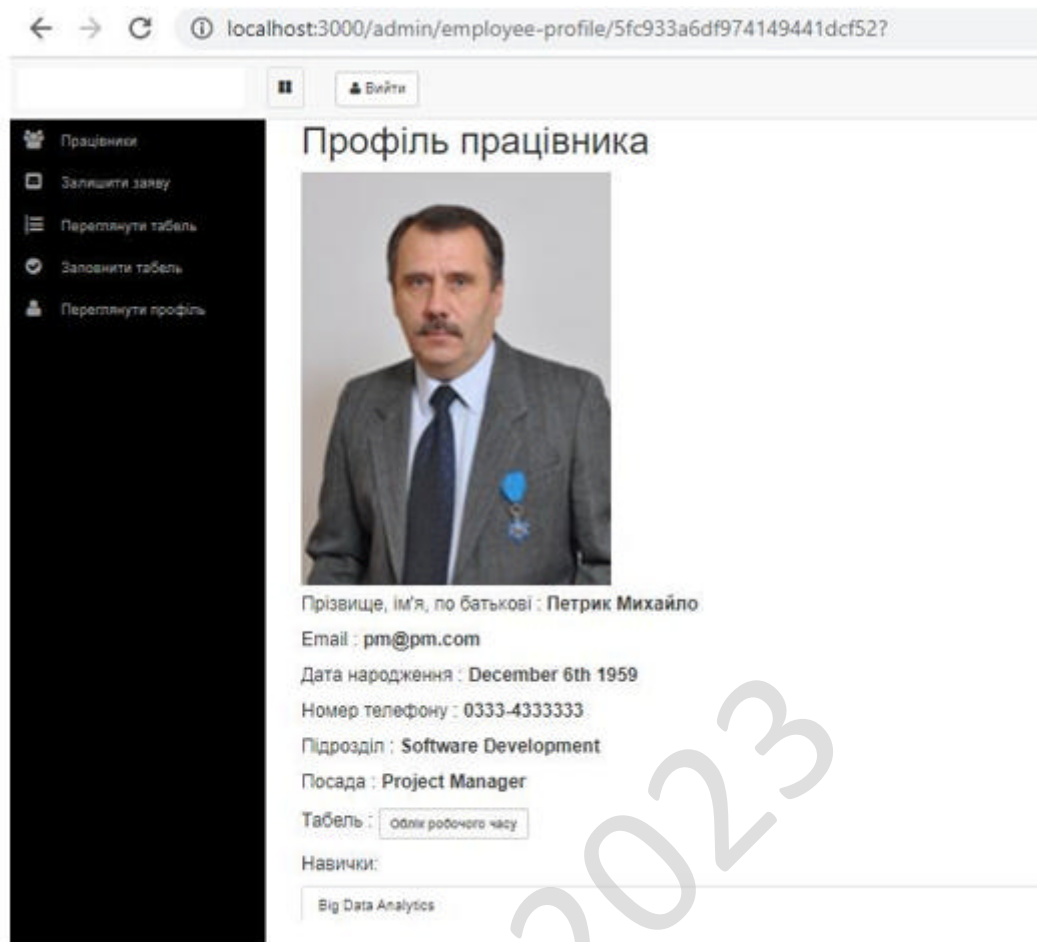 localhost:3000/admin/employee-profile/5fc933a6df974149441dcf52?
Вийти
Працівники
Залишити заяву
Переглянути табель
Заповнити табель
Переглянути профіль
Профіль працівника
Прізвище, ім'я, по батькові : Петрик Михайло
Email : pm@pm.com
Дата народження : December 6th 1959
Номер телефону : 0333-4333333
Підрозділ : Software Development
Посада : Project Manager
Табель : Облік робочого часу
Навички:
Big Data Analytics
2023